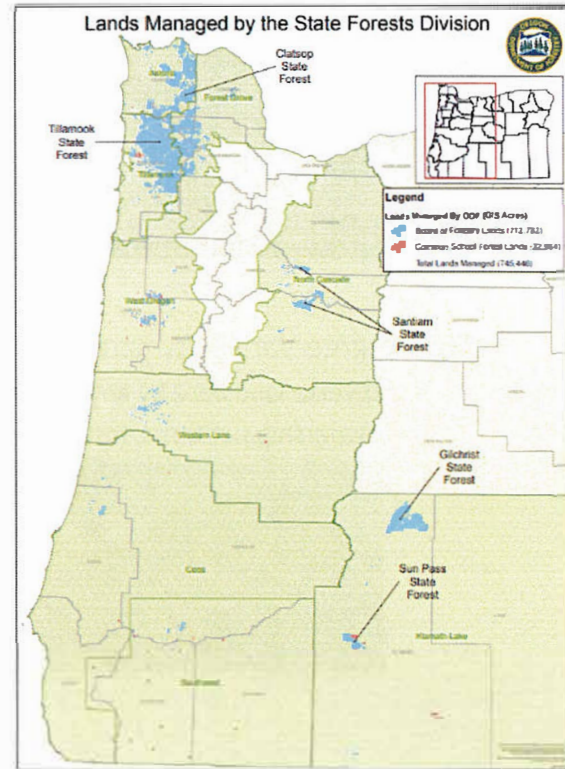 Lands Managed by the State Forests Division
Clatsop
State
Forest
Astoria
Forest Grove
Tillamook
State
Forest
Tillamook
Legend
Lands Managed By ODF (GIS Acres)
Board of Forestry Lands (712,782)
Common School Forest Lands (32,664)
Total Lands Managed (745,446)
North Cascade
West Oregon
Santiam
State
Forest
Western Lane
Gilchrist
State
Forest
Coos
Sun Pass
State
Forest
Klamath-Lake
Southwest